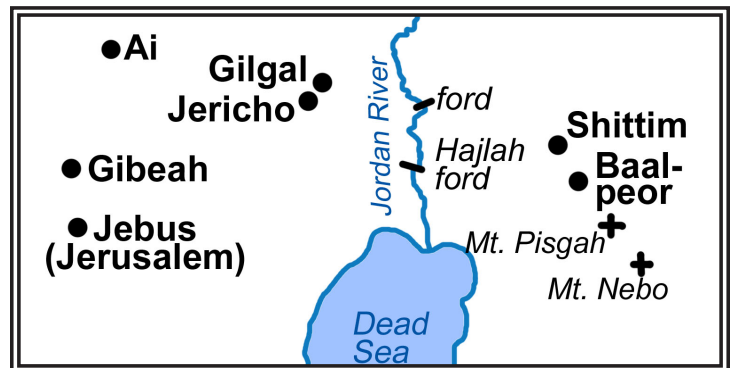 Ai
Gilgal
Jericho
Jordan River
ford
Hajlah
ford
Shittim
Baal-
peor
Gibeah
Jebus
(Jerusalem)
Mt. Pisgah
Mt. Nebo
Dead
Sea